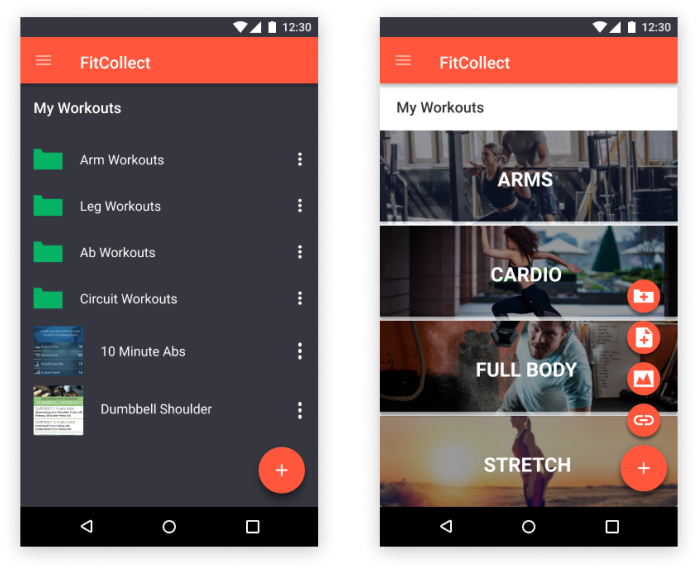 12:30
FitCollect
My Workouts
Arm Workouts
Leg Workouts
Ab Workouts
Circuit Workouts
10 Minute Abs
Dumbbell Shoulder
12:30
FitCollect
My Workouts
ARMS
CARDIO
FULL BODY
STRETCH